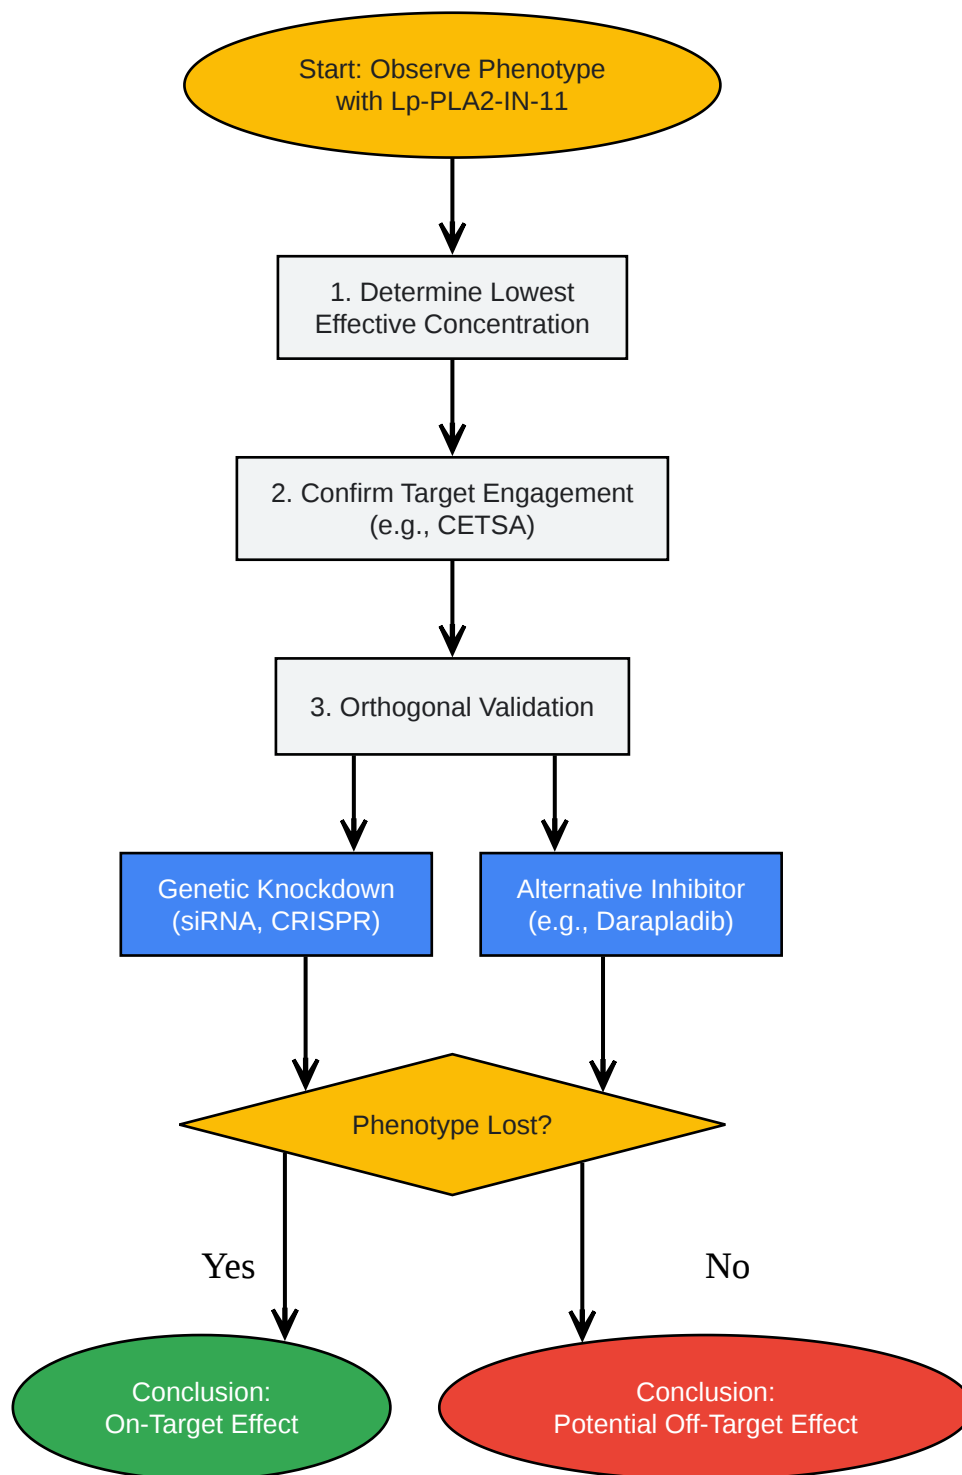 Start: Observe Phenotype
with Lp-PLA2-IN-11
1. Determine Lowest
Effective Concentration
2. Confirm Target Engagement
(e.g., CETSA)
3. Orthogonal Validation
Genetic Knockdown
(siRNA, CRISPR)
Alternative Inhibitor
(e.g., Darapladib)
Phenotype Lost?
Yes
No
Conclusion:
On-Target Effect
Conclusion:
Potential Off-Target Effect